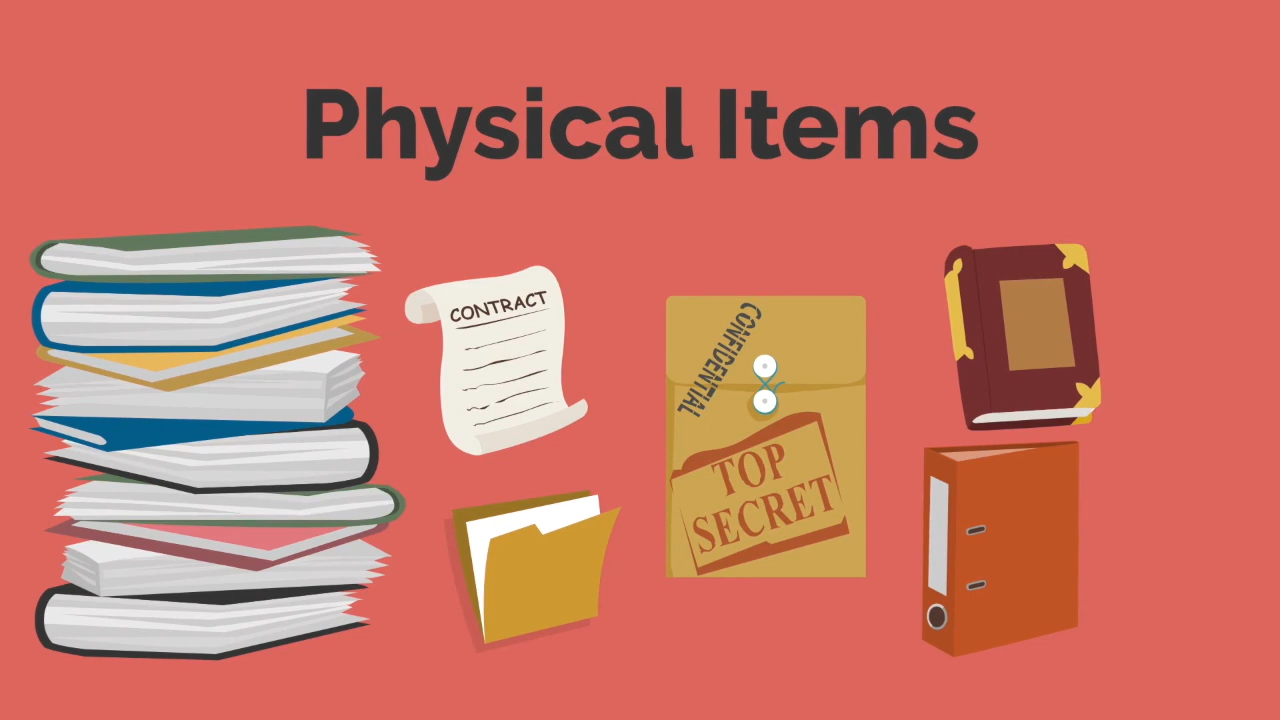 Physical Items
CONTRACT
CONFIDENTIAL
TOP
SECRET